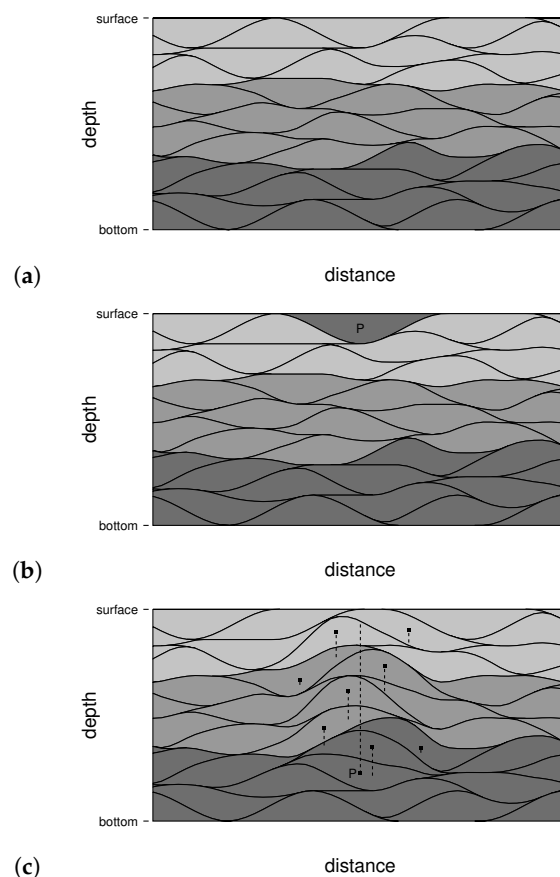 surface
depth
bottom
(a)
distance
surface
P
depth
bottom
(b)
distance
surface
depth
P
bottom
(c)
distance